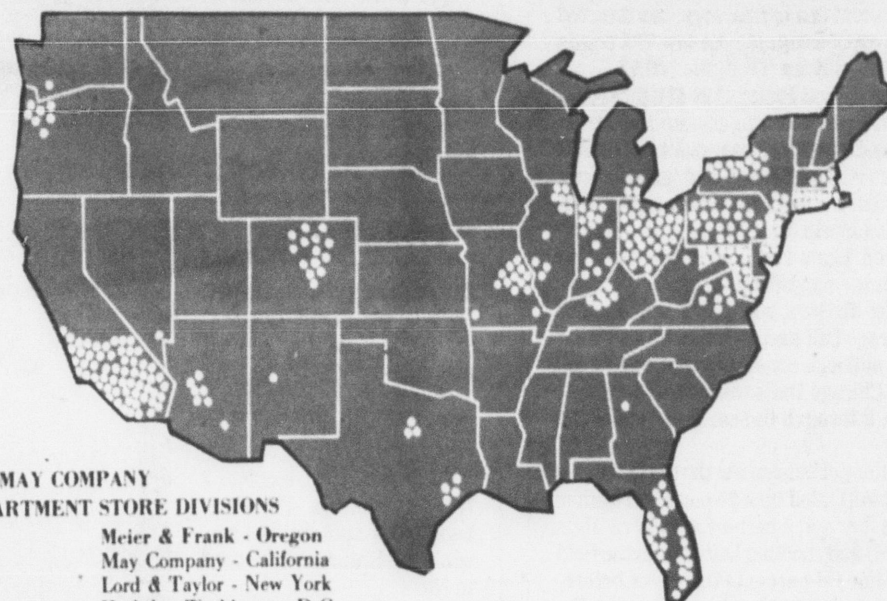 MAY COMPANY
ARTMENT STORE DIVISIONS
Meier & Frank - Oregon
May Company - California
Lord & Taylor - New York